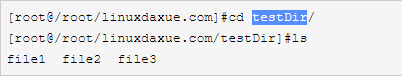 [root@/root/linuxdaxue.com]#cd testDir/
[root@/root/linuxdaxue.com/testDir]#ls
file1  file2  file3